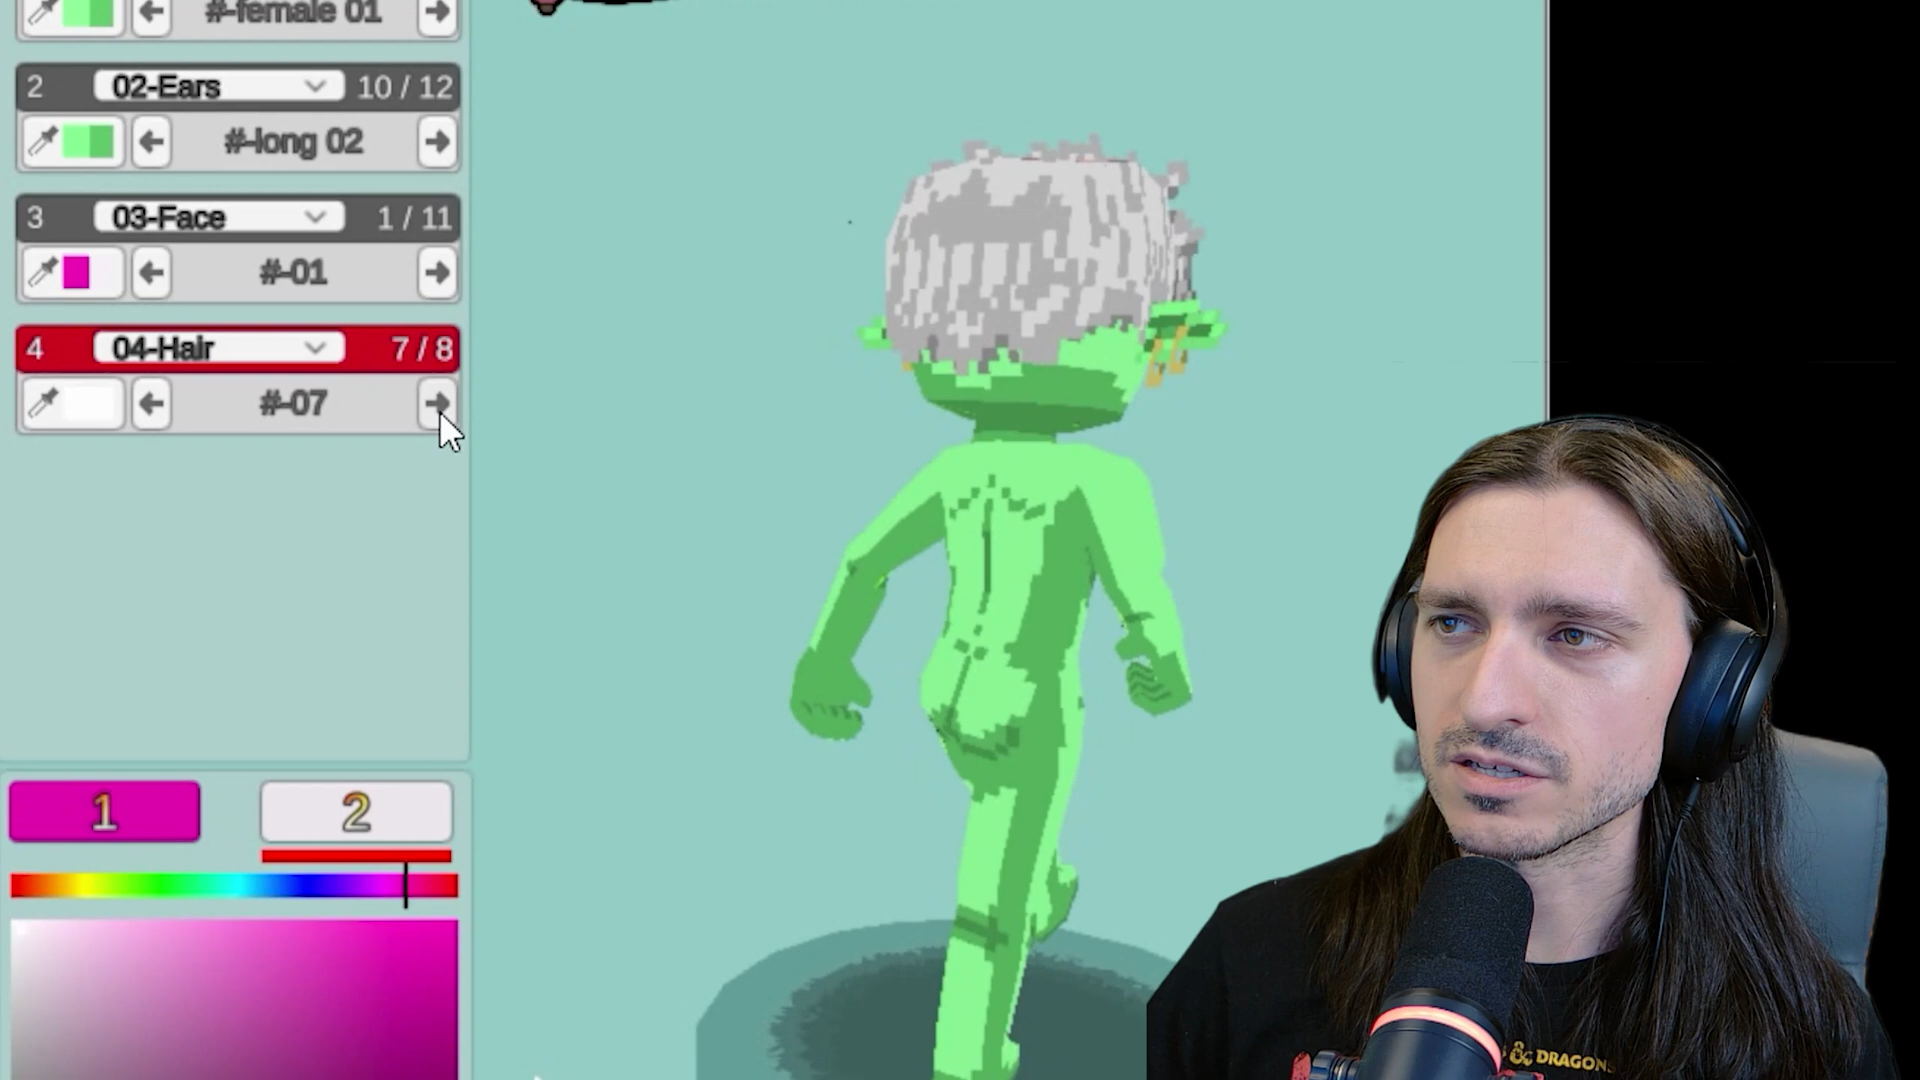 #-female 01
2 02-Ears 10 / 12
#-long 02
3 03-Face 1 / 11
#-01
4 04-Hair 7 / 8
#-07
1 2
& DRAGONS